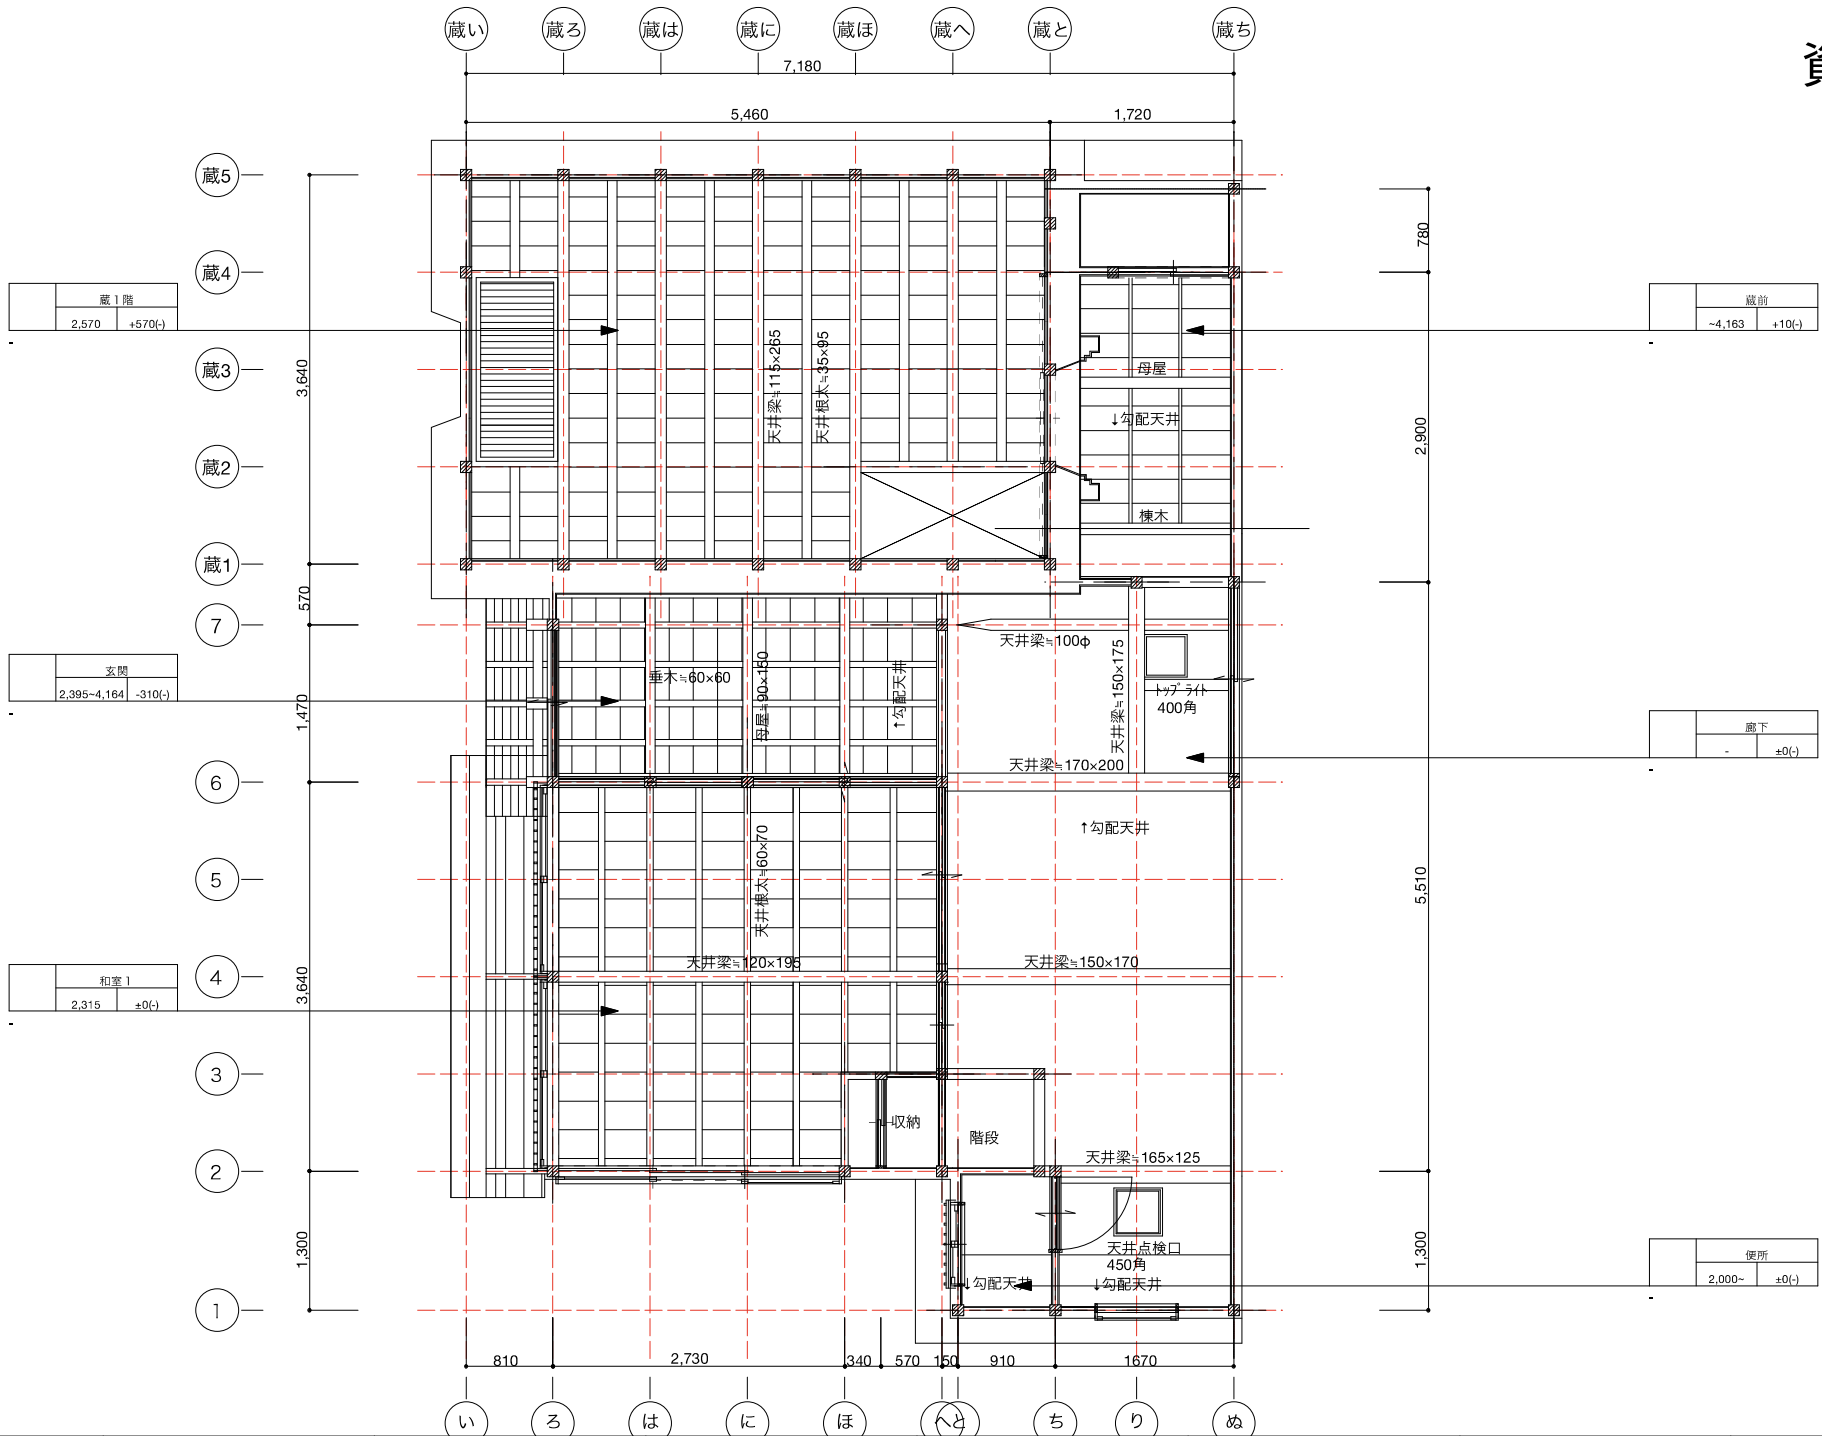 蔵い 蔵ろ 蔵は 蔵に 蔵ほ 蔵へ 蔵と 蔵ち
7,180
5,460 1,720
蔵5
蔵4
蔵3
蔵2
蔵1
7
6
5
4
3
2
1
3,640
570
1,470
3,640
1,300
780
2,900
5,510
1,300
蔵1階
2,570 +570(-)
-
玄関
2,395~4,164 -310(-)
-
和室1
2,315 ±0(-)
-
蔵前
~4,163 +10(-)
-
廊下
- ±0(-)
-
便所
2,000~ ±0(-)
-
天井梁≒115×265
天井根太≒35×95
母屋
↓勾配天井
棟木
天井梁≒100φ
天井梁≒150×175
トップライト
400角
垂木≒60×60
母屋≒90×150
↑勾配天井
天井梁≒170×200
↑勾配天井
天井根太≒60×70
天井梁≒120×195
天井梁≒150×170
収納
階段
天井梁≒165×125
天井点検口
450角
↓勾配天井 ↓勾配天井
810 2,730 340 570 150 910 1670
い ろ は に ほ へ と ち り ぬ